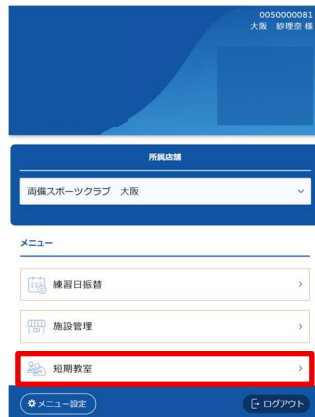 0050000081
大阪 紗理奈 様
所属店舗
両備スポーツクラブ 大阪
メニュー
練習日振替
施設管理
短期教室
メニュー設定
ログアウト